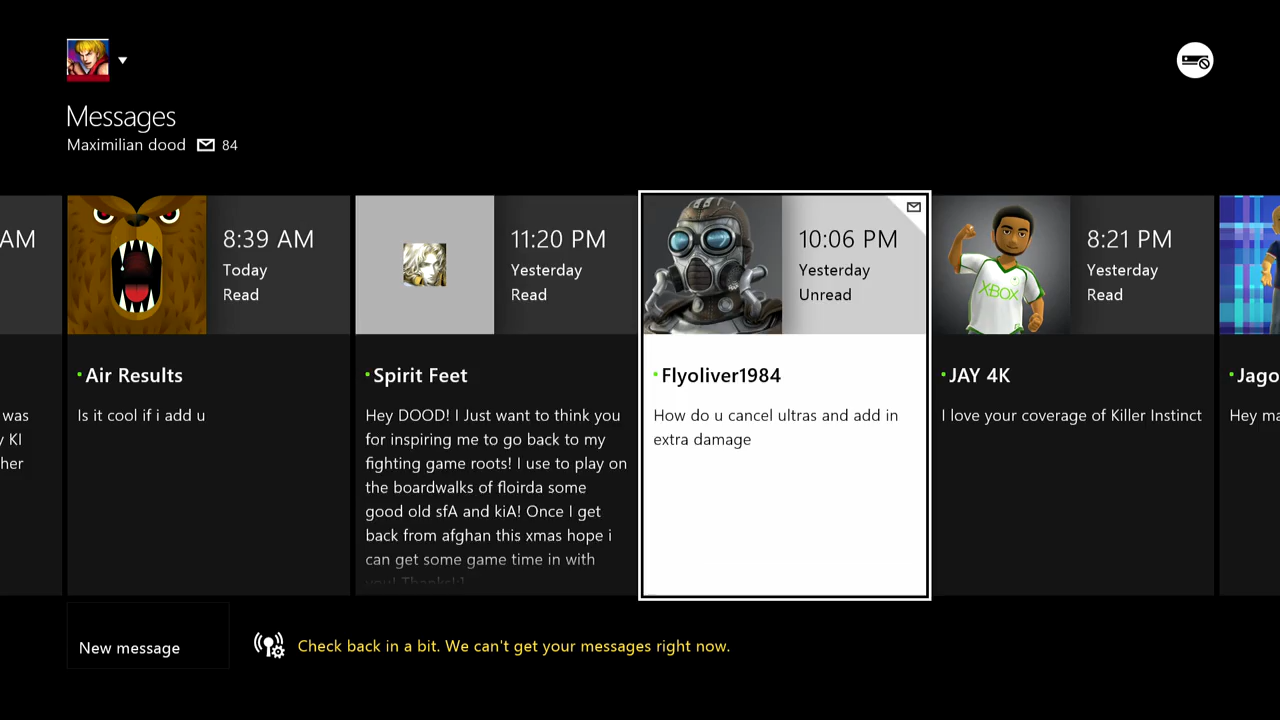 Messages
Maximilian dood
84
AM
was
y KI
her
8:39 AM
Today
Read
Air Results
Is it cool if i add u
11:20 PM
Yesterday
Read
Spirit Feet
Hey DOOD! I Just want to think you
for inspiring me to go back to my
fighting game roots! I use to play on
the boardwalks of floirda some
good old sfA and kiA! Once I get
back from afghan this xmas hope i
can get some game time in with
you! Thanks!:]
10:06 PM
Yesterday
Unread
Flyoliver1984
How do u cancel ultras and add in
extra damage
XBOX
8:21 PM
Yesterday
Read
JAY 4K
I love your coverage of Killer Instinct
Jago
Hey ma
New message
Check back in a bit. We can't get your messages right now.